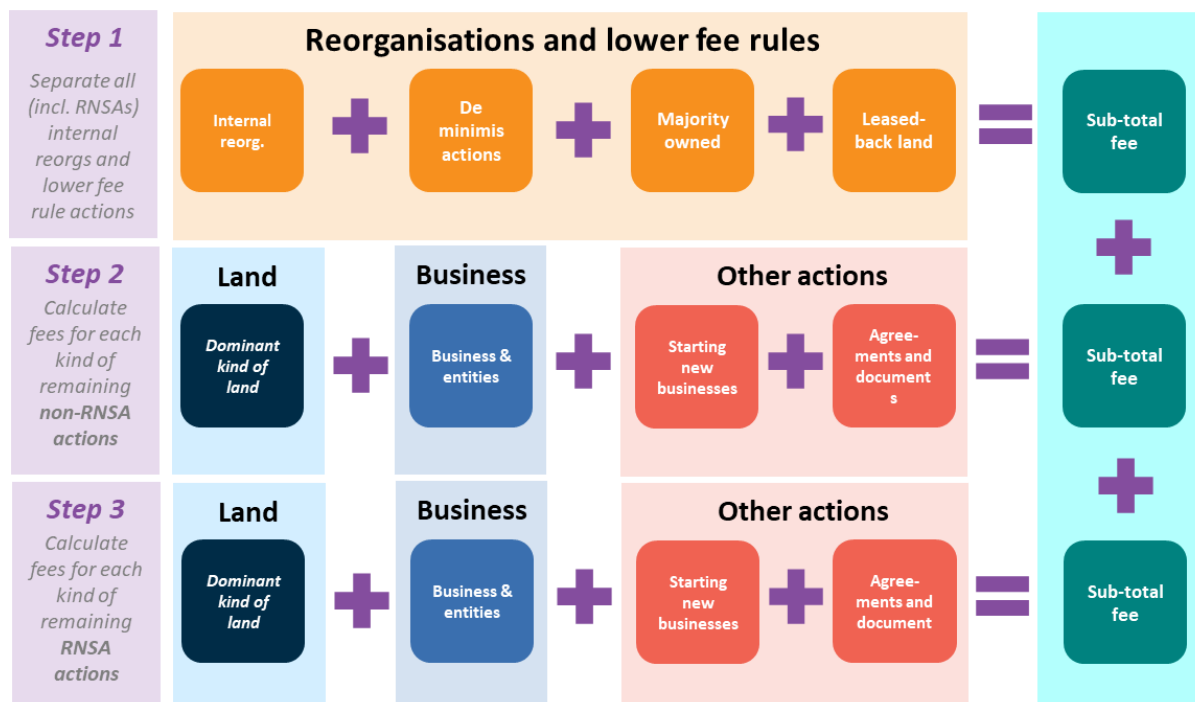 Step 1
Separate all
(incl. RNSAs)
internal
reorgs and
lower fee
rule actions
Reorganisations and lower fee rules
Internal
reorg.
De
minimis
actions
Majority
owned
Leased-
back land
Sub-total
fee
Step 2
Calculate
fees for each
kind of
remaining
non-RNSA
actions
Land
Dominant
kind of
land
Business
Business &
entities
Other actions
Starting
new
businesses
Agree-
ments and
document
s
Sub-total
fee
Step 3
Calculate
fees for each
kind of
remaining
RNSA
actions
Land
Dominant
kind of
land
Business
Business &
entities
Other actions
Starting
new
businesses
Agree-
ments and
document
Sub-total
fee